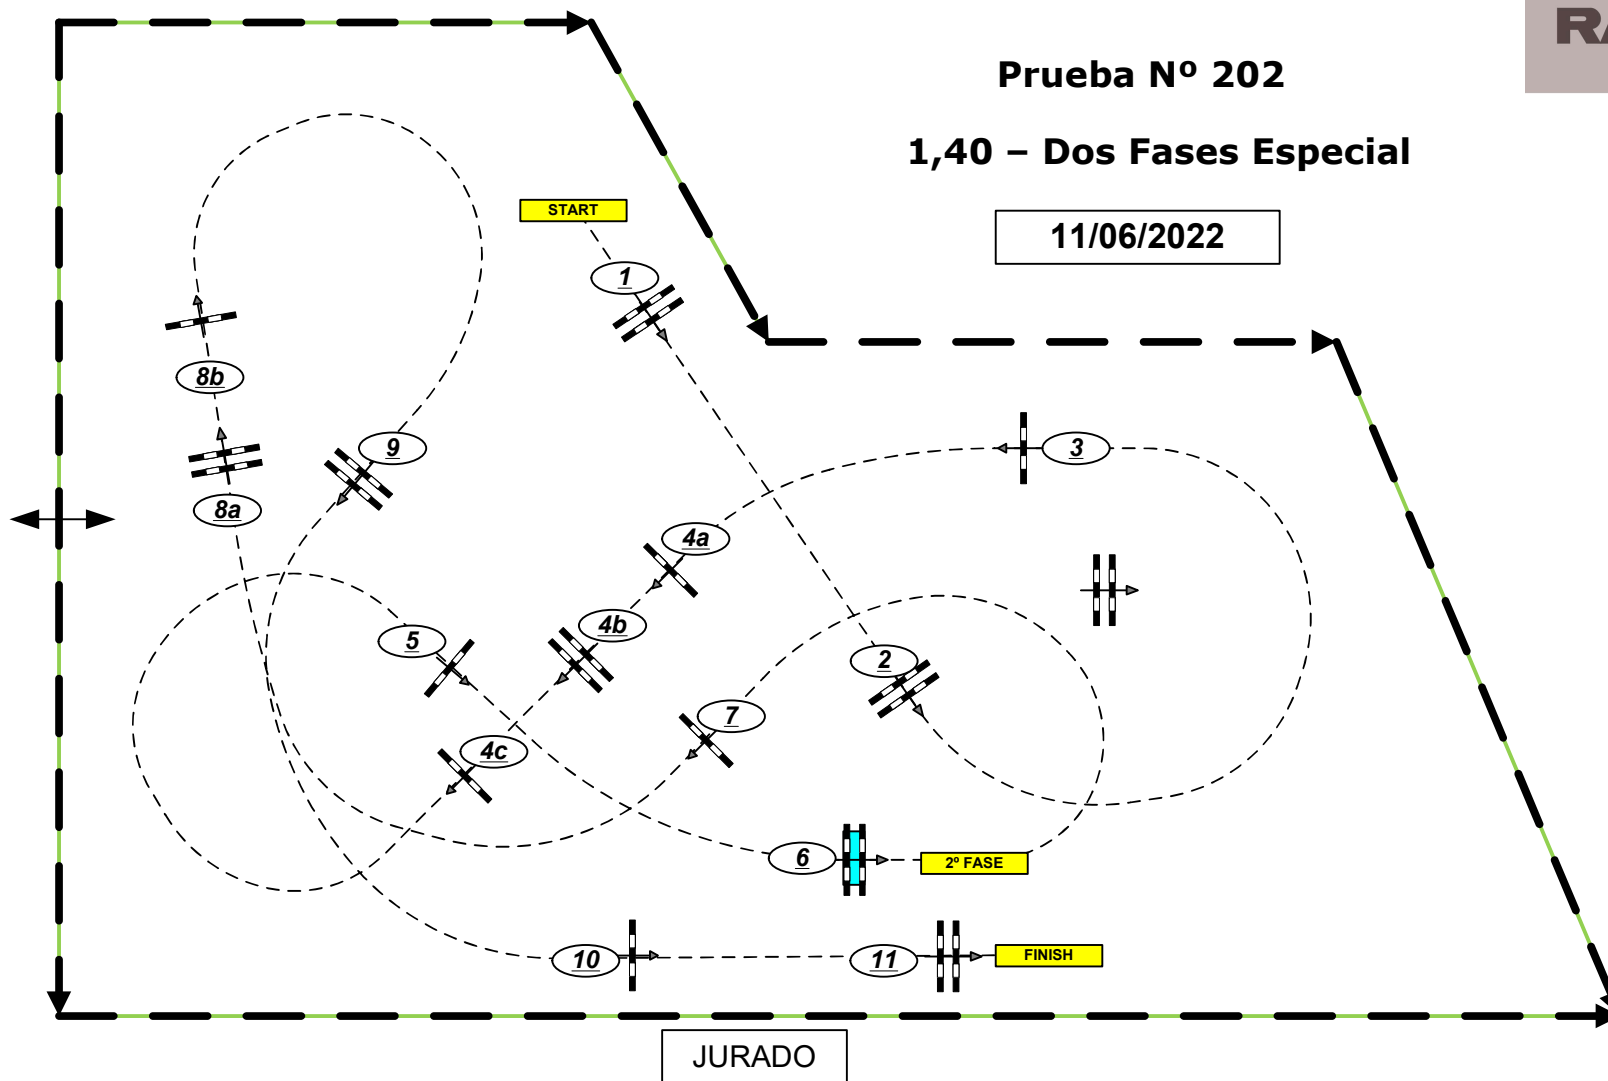 Prueba Nº 202
1,40 – Dos Fases Especial
11/06/2022
START
1
8b
9
3
8a
4a
4b
5
2
7
4c
6
2º FASE
10
11
FINISH
JURADO